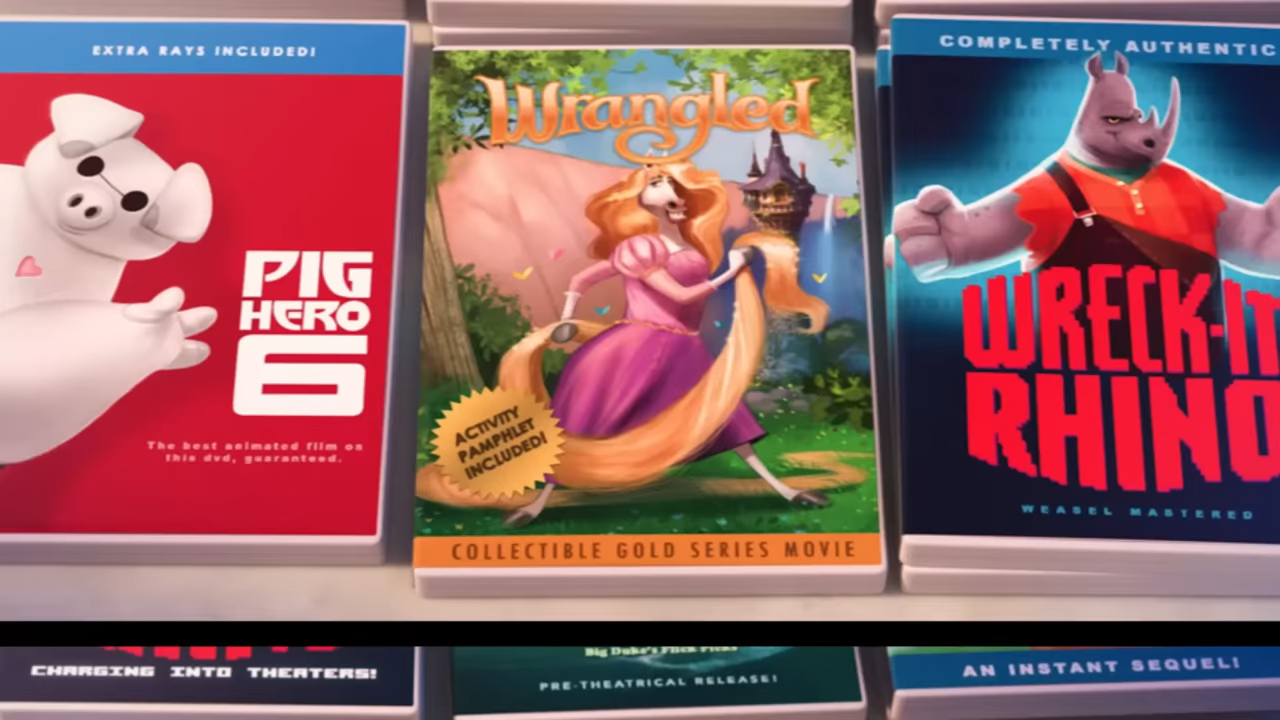 EXTRA RAYS INCLUDED!
PIG
HERO
6
The best animated film on
this dvd, guaranteed.
Wrangled
ACTIVITY
PAMPHLET
INCLUDED!
COLLECTIBLE GOLD SERIES MOVIE
COMPLETELY AUTHENTIC
WRECK-IT
RHINO
WEASEL MASTERED
CHARGING INTO THEATERS!
Big Duke's Flick Picks
PRE-THEATRICAL RELEASE!
AN INSTANT SEQUEL!